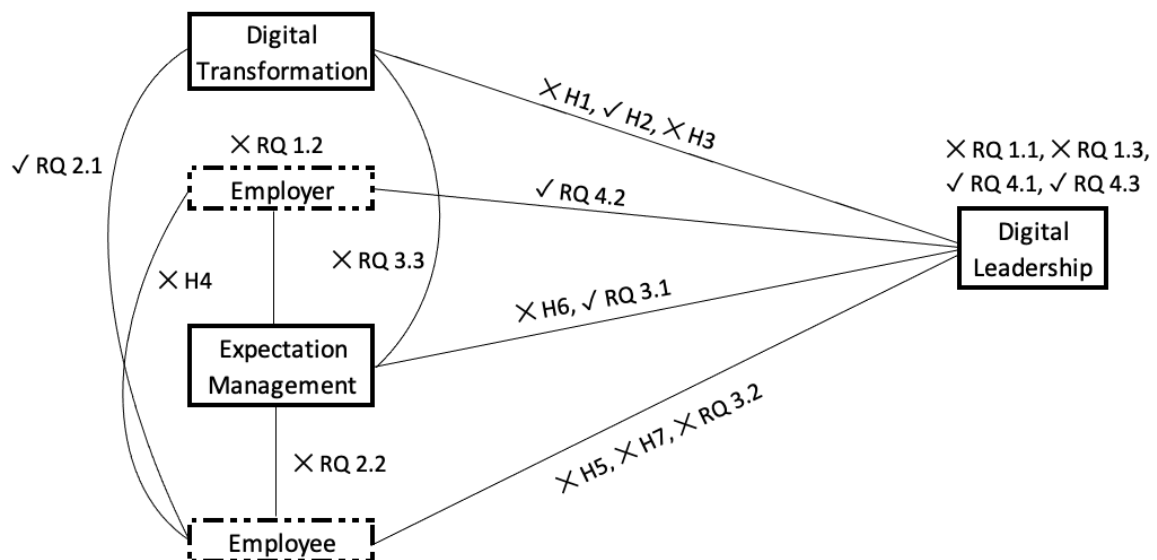 Digital
Transformation
✕ H1, ✓ H2, ✕ H3
✕ RQ 1.2
✓ RQ 2.1
✕ RQ 1.1, ✕ RQ 1.3,
✓ RQ 4.1, ✓ RQ 4.3
Employer
✓ RQ 4.2
Digital
Leadership
✕ RQ 3.3
✕ H4
✕ H6, ✓ RQ 3.1
Expectation
Management
✕ H5, ✕ H7, ✕ RQ 3.2
✕ RQ 2.2
Employee